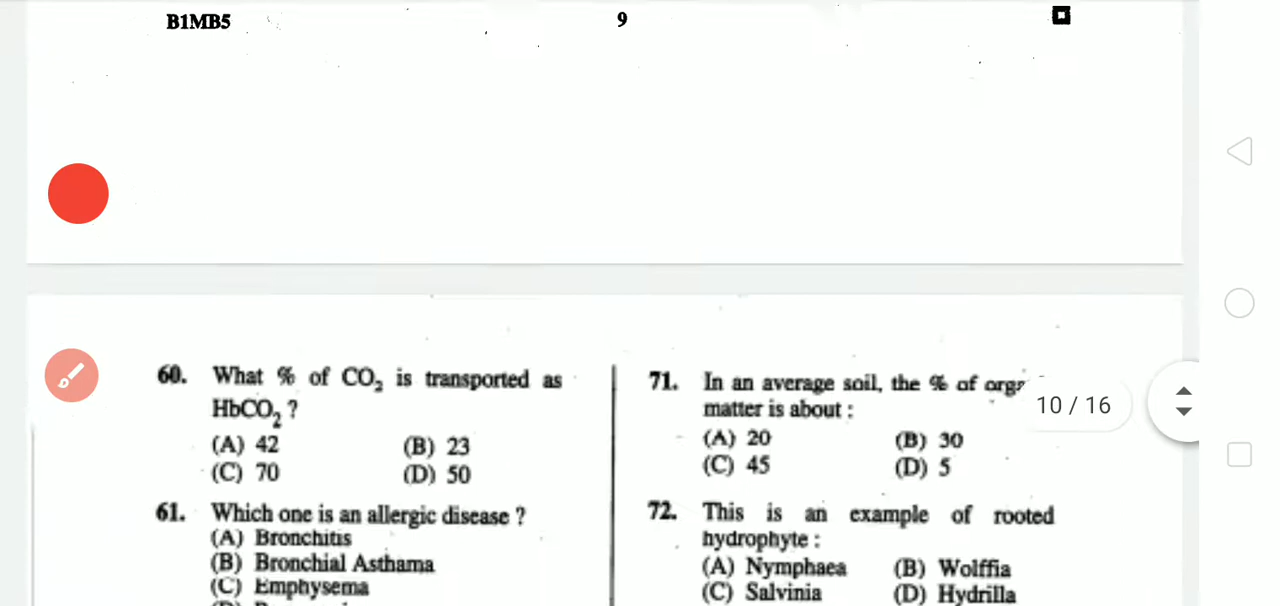 B1MB5
9
60. What % of CO₂ is transported as
HbCO₂ ?
(A) 42 (B) 23
(C) 70 (D) 50
61. Which one is an allergic disease ?
(A) Bronchitis
(B) Bronchial Asthama
(C) Emphysema
71. In an average soil, the % of
matter is about :
(A) 20 (B) 30
(C) 45 (D) 5
72. This is an example of rooted
hydrophyte :
(A) Nymphaea (B) Wolffia
(C) Salvinia (D) Hydrilla
10 / 16